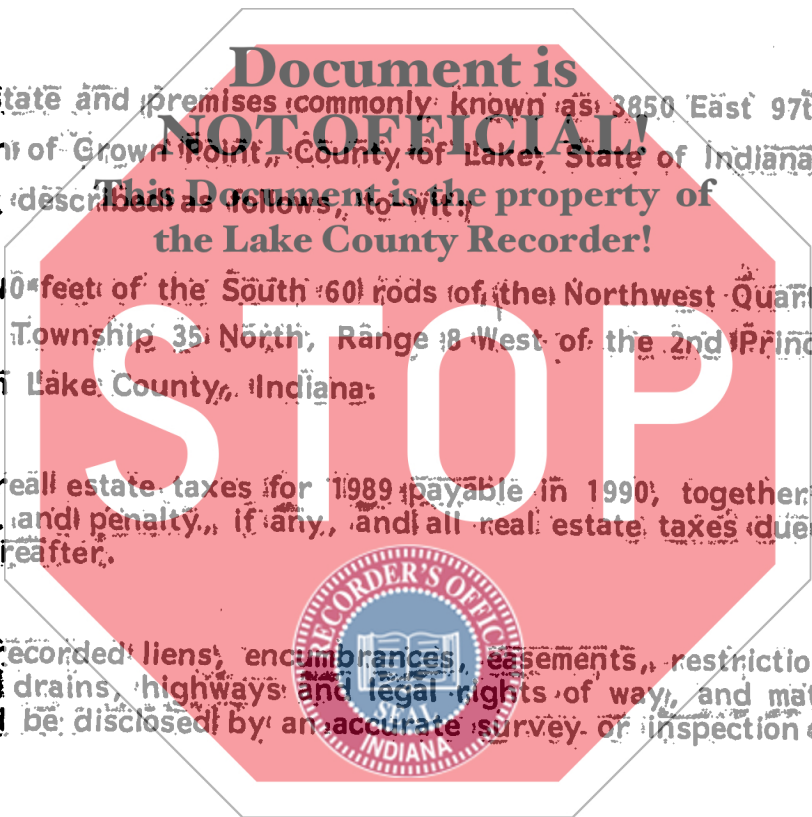 Document is
tate and premises commonly known as 3850 East 97t
NOT OFFICIAL!
of Crown Point, County of Lake, State of Indiana
This Document is the property of
described as follows, to-wit:
the Lake County Recorder!
0 feet of the South 60 rods of the Northwest Quart
Township 35 North, Range 8 West of the 2nd Princ
Lake County, Indiana.
STOP
real estate taxes for 1989 payable in 1990, together
and penalty, if any, and all real estate taxes due
reafter.
RECORDER'S OFFICE
recorded liens, encumbrances, easements, restrictio
drains, highways and legal rights of way, and ma
SEAL
be disclosed by an accurate survey or inspection
INDIANA